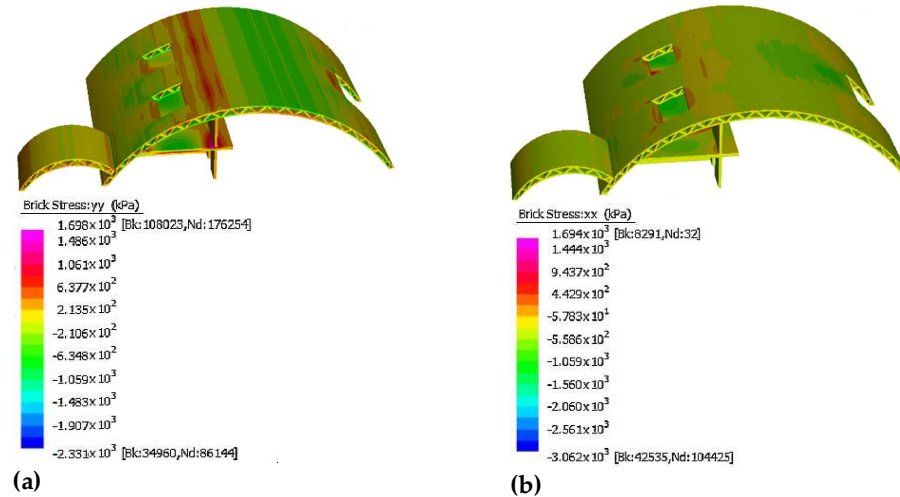 Brick Stress:yy (kPa)
1.698x10³ [Bk:108023,Nd:176254]
1.486x10³
1.061x10³
6.377x10²
2.135x10²
-2.106x10²
-6.348x10²
-1.059x10³
-1.483x10³
-1.907x10³
-2.331x10³ [Bk:34960,Nd:86144]
(a)
Brick Stress:xx (kPa)
1.694x10³ [Bk:8291,Nd:32]
1.444x10³
9.437x10²
4.429x10²
-5.783x10¹
-5.586x10²
-1.059x10³
-1.560x10³
-2.060x10³
-2.561x10³
-3.062x10³ [Bk:42535,Nd:104425]
(b)